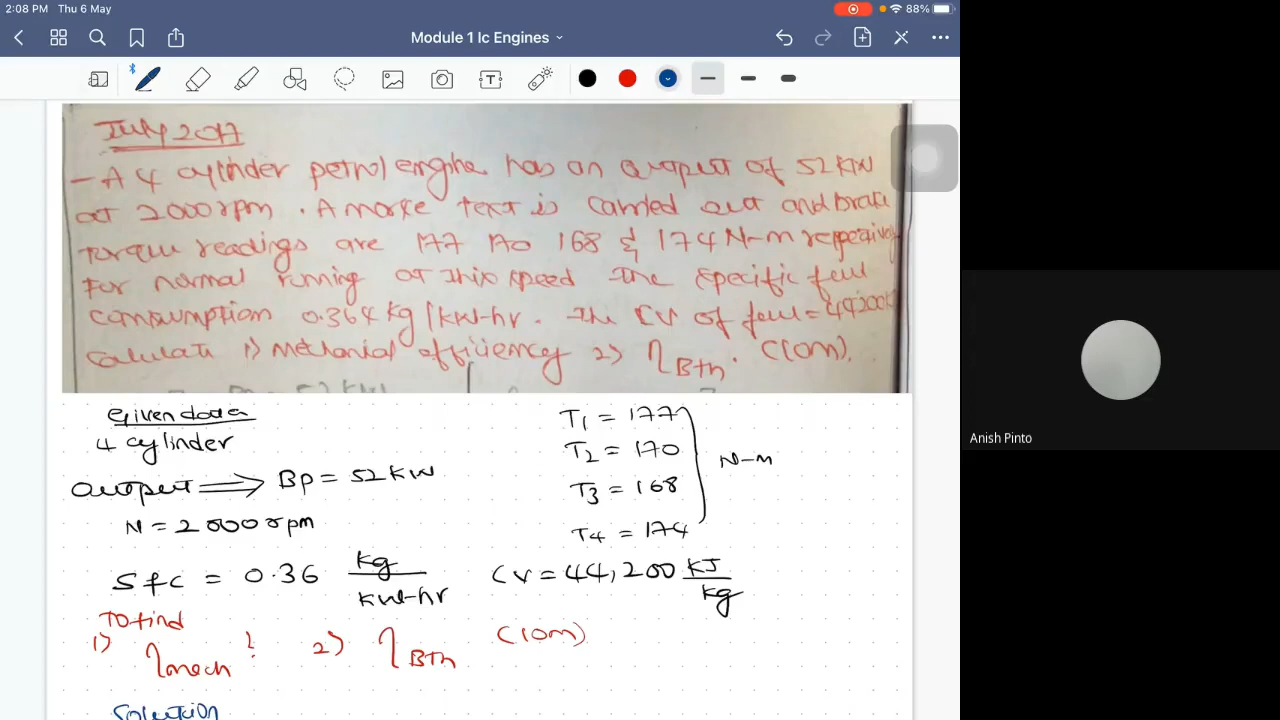 2:08 PM Thu 6 May
88%
Module 1 Ic Engines
July 2017
- A 4 cylinder petrol engine has an output of 52 KW
at 2000 rpm . A morse test is carried out and brake
torque readings are 177 170 168 & 174 N-m respectively
For normal running at this speed The specific fuel
consumption 0.364 kg/kw-hr . The CV of fuel = 44200K
calculate 1) Mechanical efficiency 2) ηBth . (10m).
Given data
4 cylinder
output ⟹ Bp = 52 KW
N = 2000 rpm
T1 = 177
T2 = 170
T3 = 168
T4 = 174
N-m
Sfc = 0.36 kg/kw-hr
CV = 44,200 KJ/kg
To find
1) ηmech ? 2) ηBth (10m)
Solution
Anish Pinto